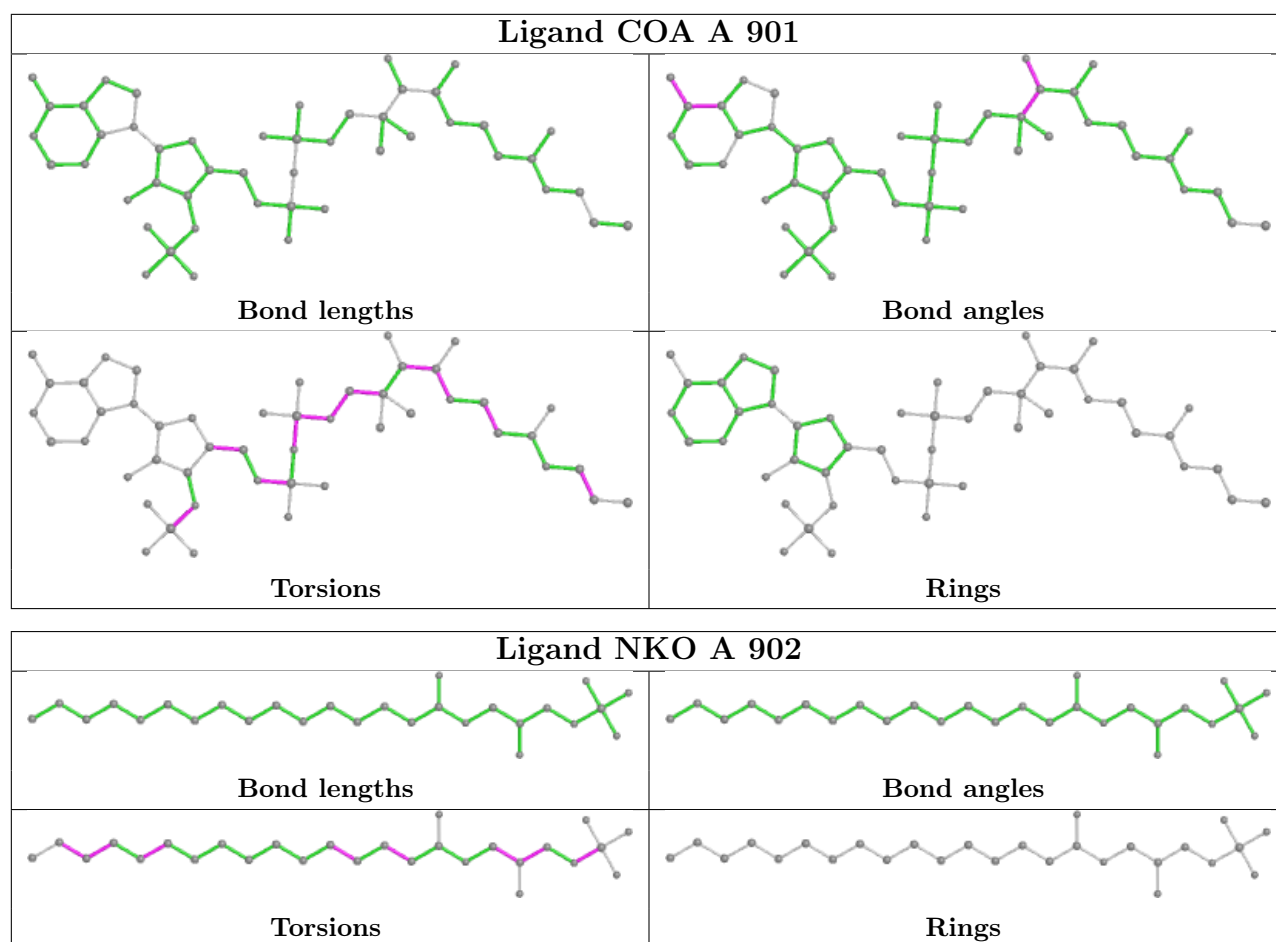 Ligand COA A 901
Bond lengths
Bond angles
Torsions
Rings
Ligand NKO A 902
Bond lengths
Bond angles
Torsions
Rings